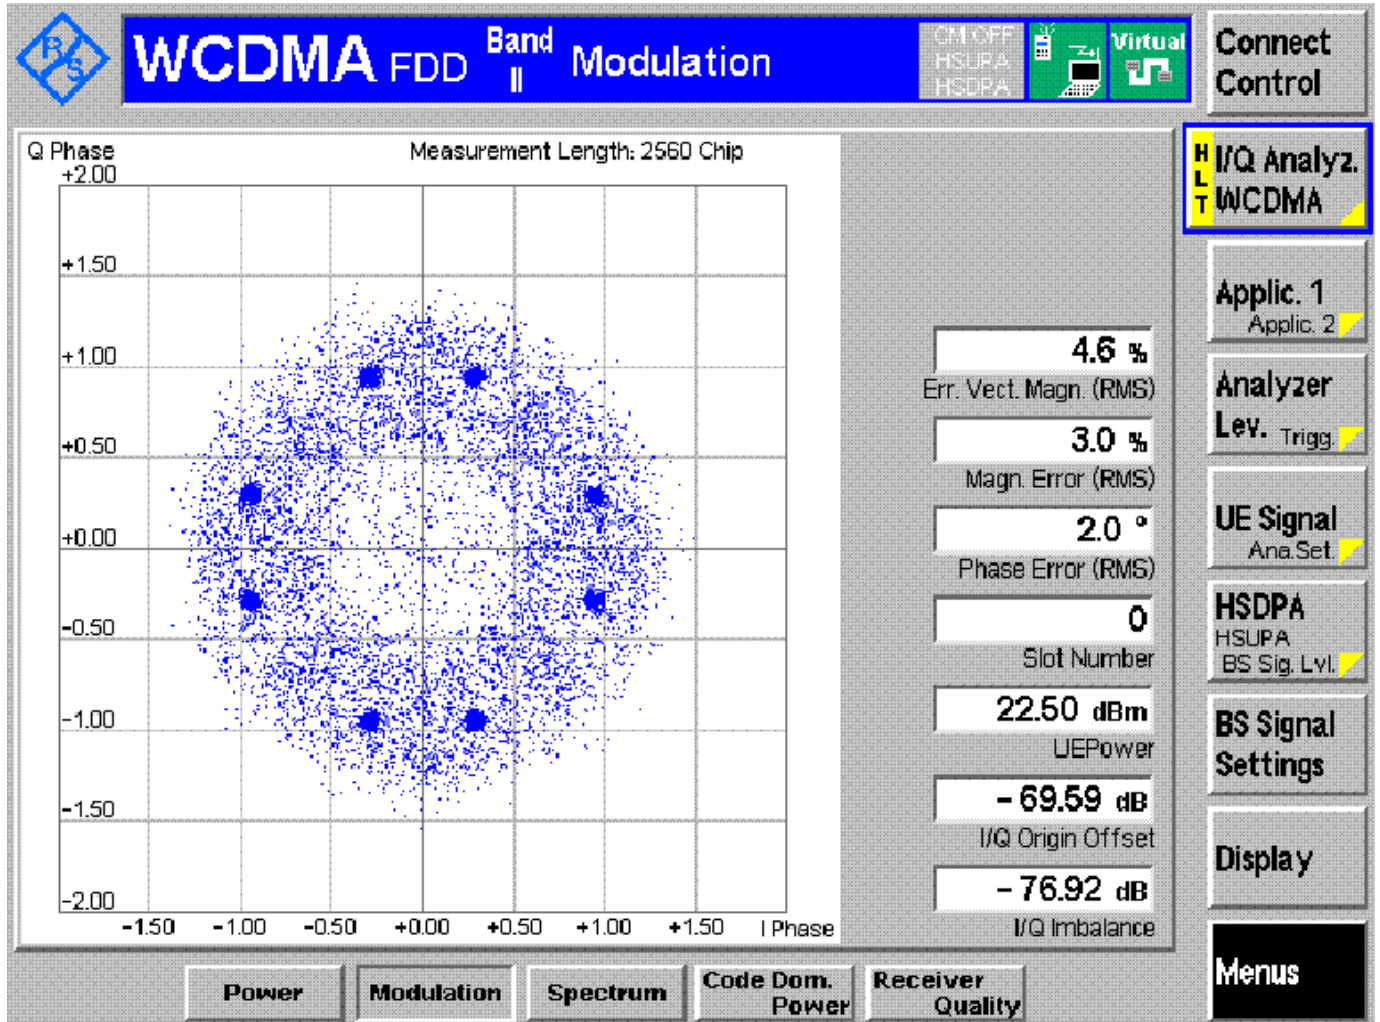 R&S
WCDMA FDD Band II Modulation
CM OFF
HSUPA
HSDPA
Virtual
Connect
Control
Q Phase
Measurement Length: 2560 Chip
+2.00
+1.50
+1.00
+0.50
+0.00
-0.50
-1.00
-1.50
-2.00
-1.50 -1.00 -0.50 +0.00 +0.50 +1.00 +1.50 I Phase
4.6 %
Err. Vect. Magn. (RMS)
3.0 %
Magn. Error (RMS)
2.0 °
Phase Error (RMS)
0
Slot Number
22.50 dBm
UEPower
- 69.59 dB
I/Q Origin Offset
- 76.92 dB
I/Q Imbalance
HLT
I/Q Analyz.
WCDMA
Applic. 1
Applic. 2
Analyzer
Lev. Trigg.
UE Signal
Ana.Set.
HSDPA
HSUPA
BS Sig. Lvl.
BS Signal
Settings
Display
Menus
Power
Modulation
Spectrum
Code Dom.
Power
Receiver
Quality